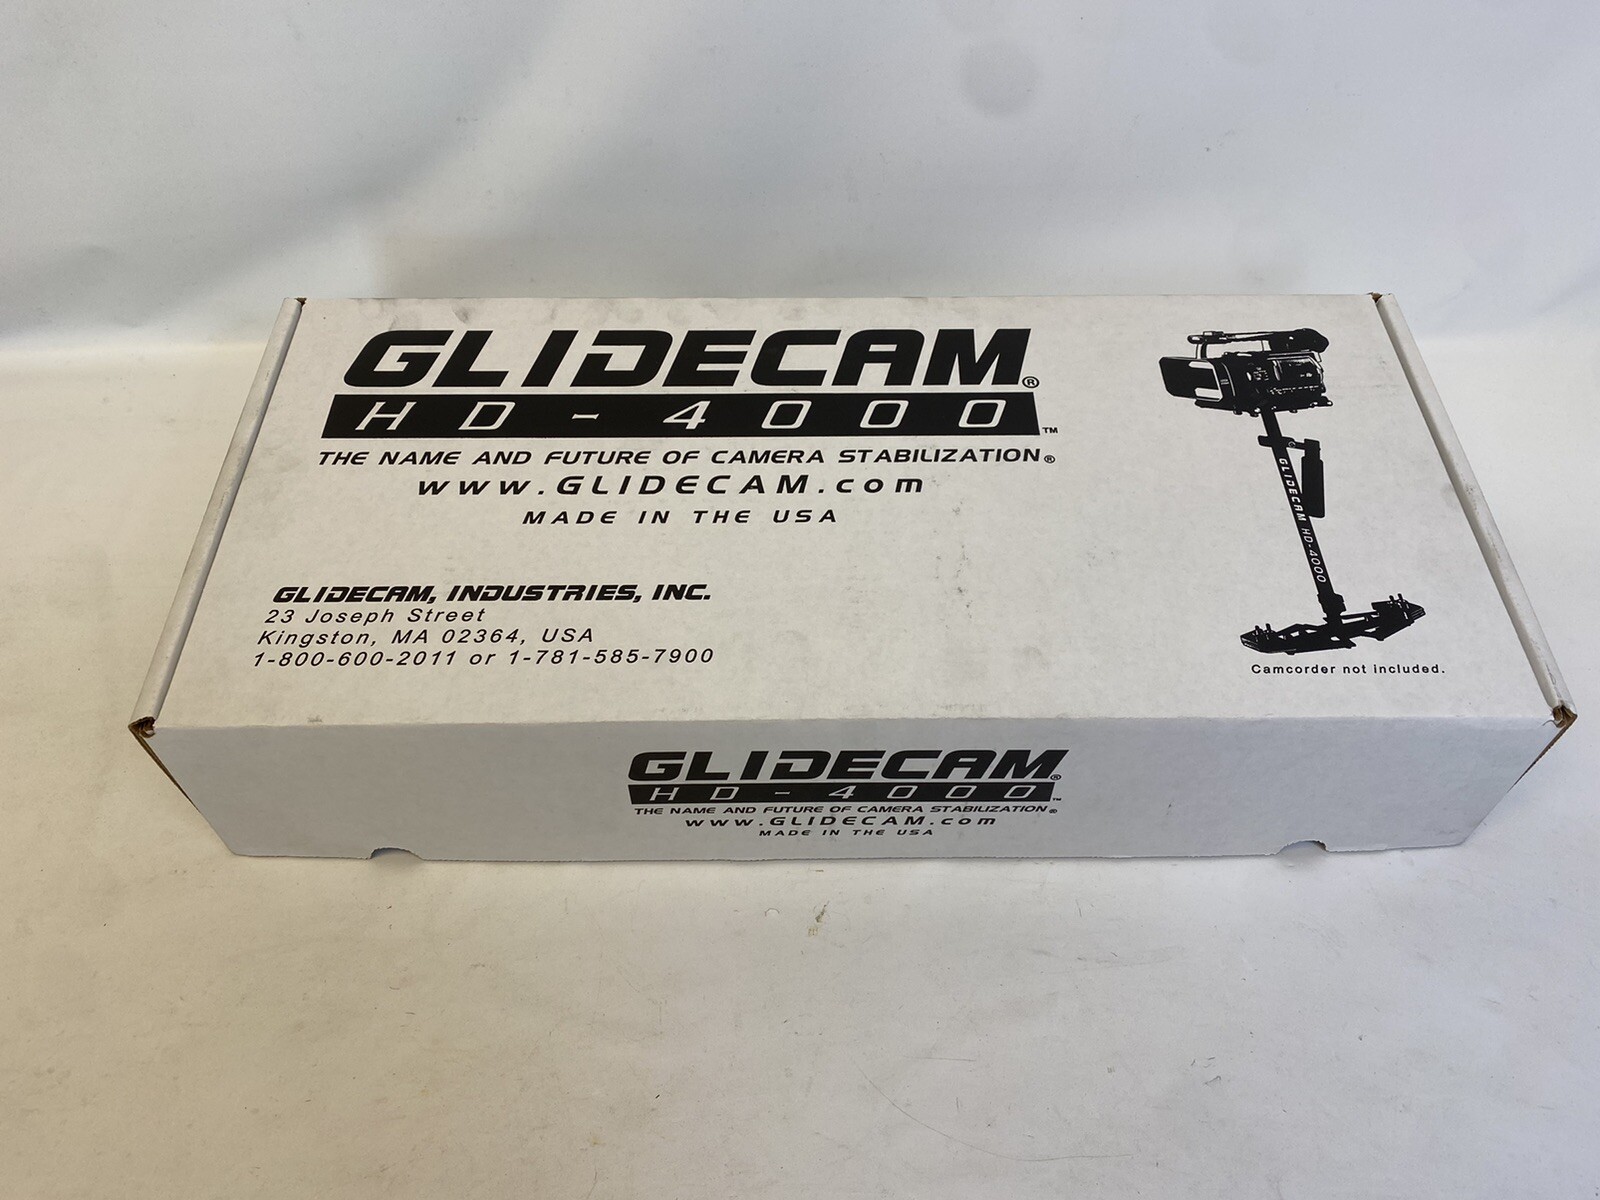 GLIDECAM®
HD-4000™
THE NAME AND FUTURE OF CAMERA STABILIZATION®
www.GLIDECAM.com
MADE IN THE USA
GLIDECAM, INDUSTRIES, INC.
23 Joseph Street
Kingston, MA 02364, USA
1-800-600-2011 or 1-781-585-7900
GLIDECAM HD-4000
Camcorder not included.
GLIDECAM®
HD-4000™
THE NAME AND FUTURE OF CAMERA STABILIZATION®
www.GLIDECAM.com
MADE IN THE USA